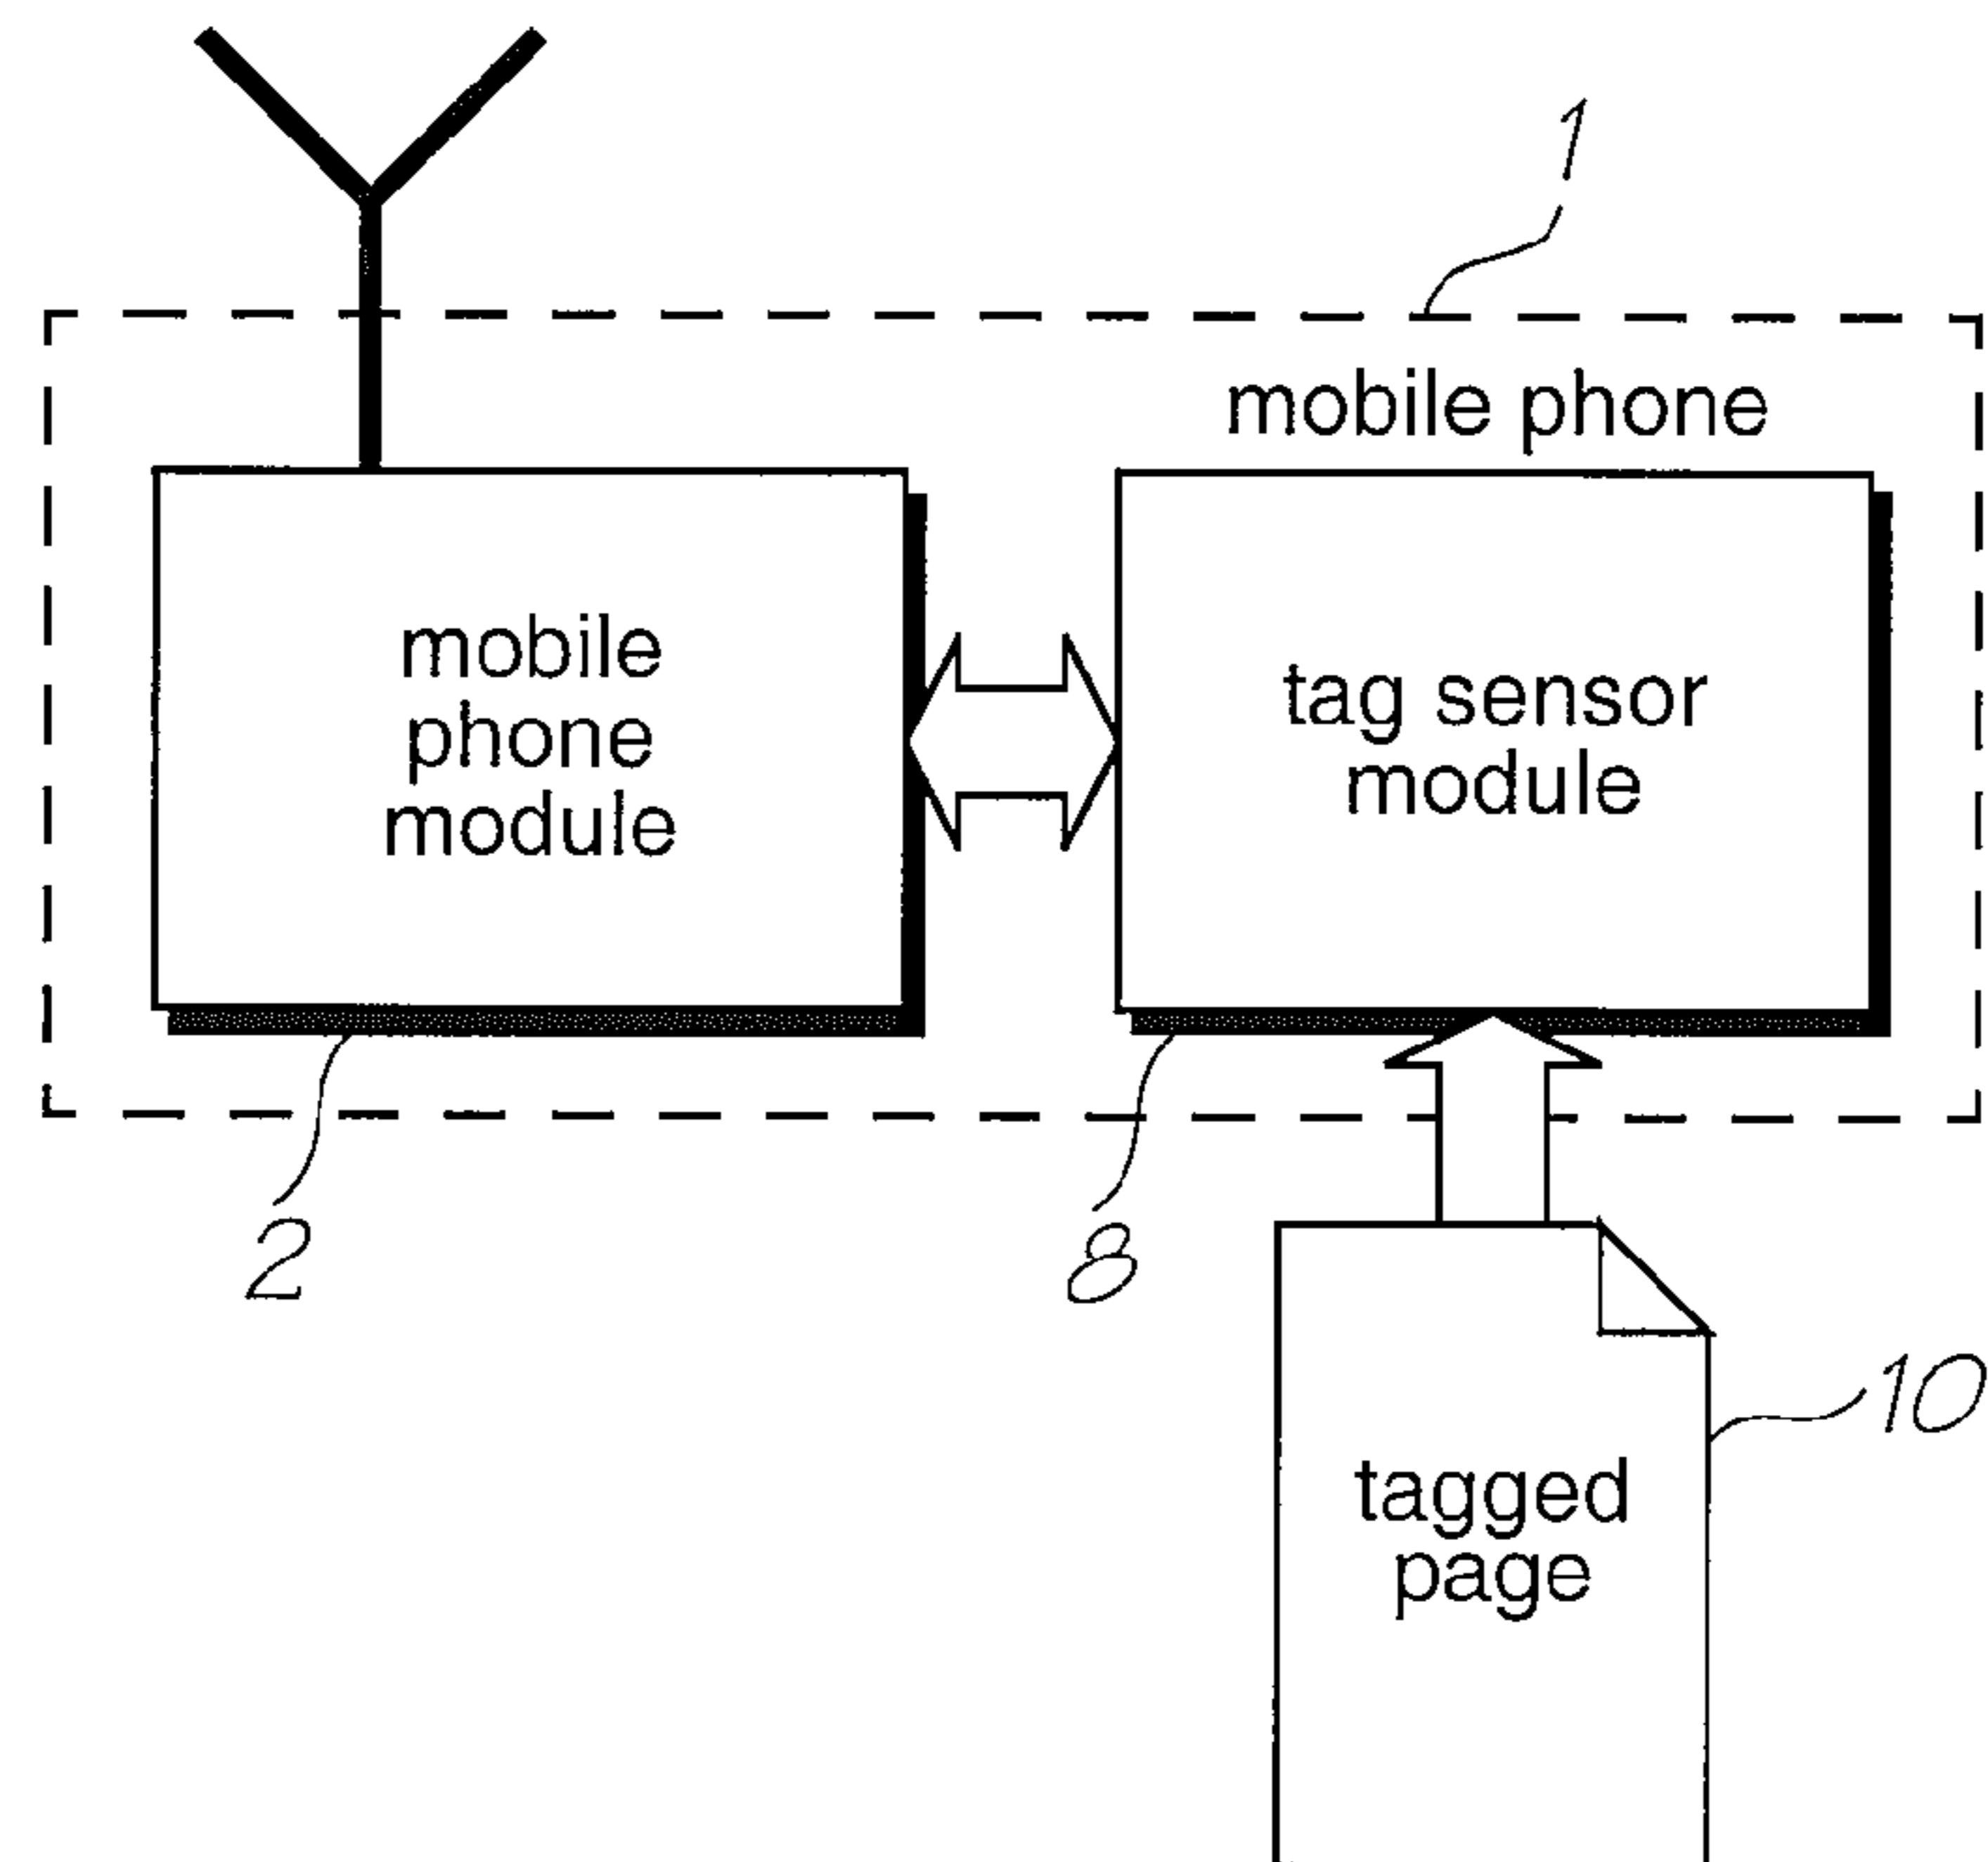 1
mobile phone
mobile
phone
module
tag sensor
module
2
8
10
tagged
page